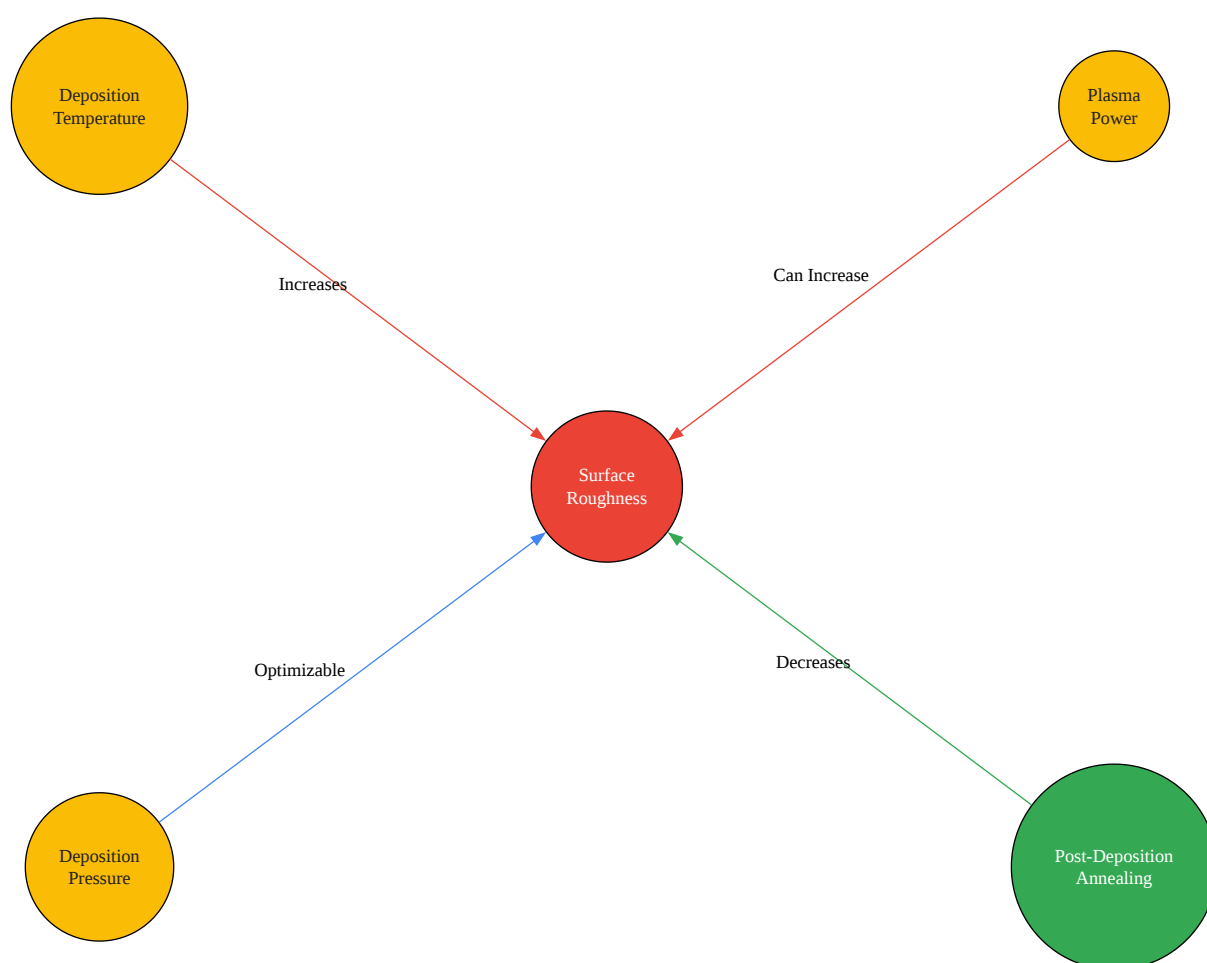 Deposition
Temperature
Plasma
Power
Increases
Can Increase
Surface
Roughness
Optimizable
Decreases
Deposition
Pressure
Post-Deposition
Annealing